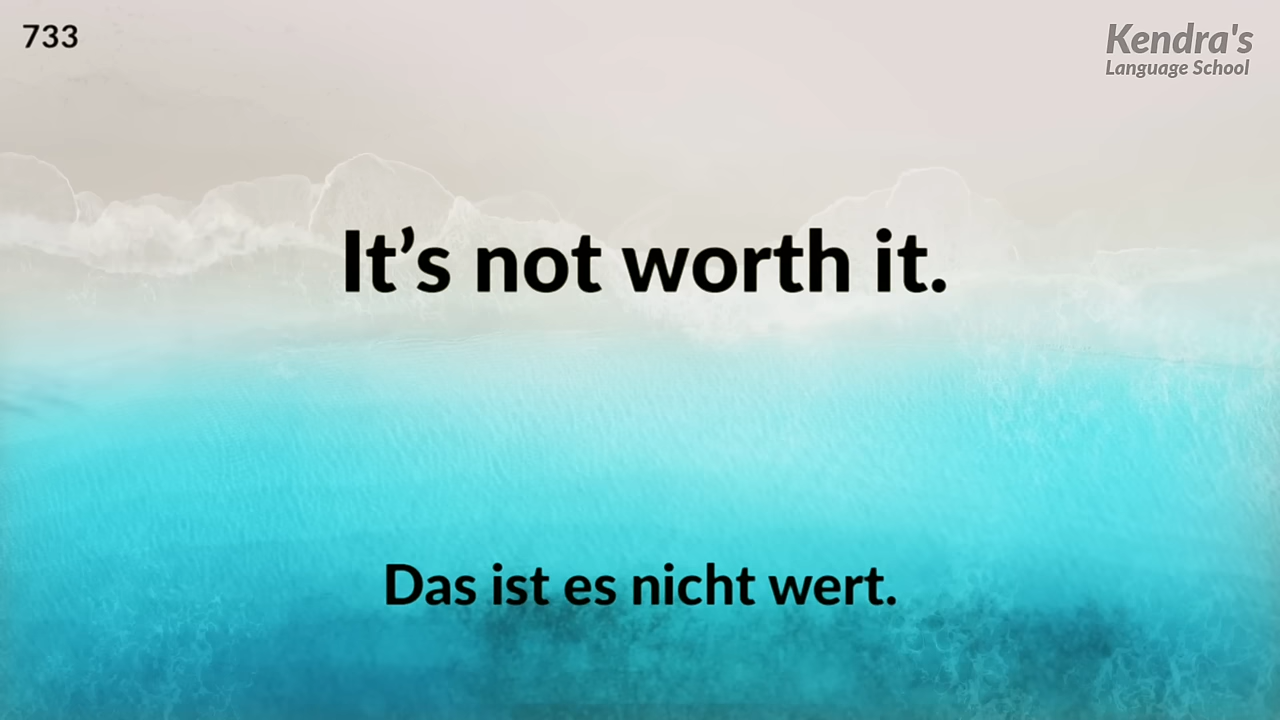 733
Kendra's
Language School
It’s not worth it.
Das ist es nicht wert.